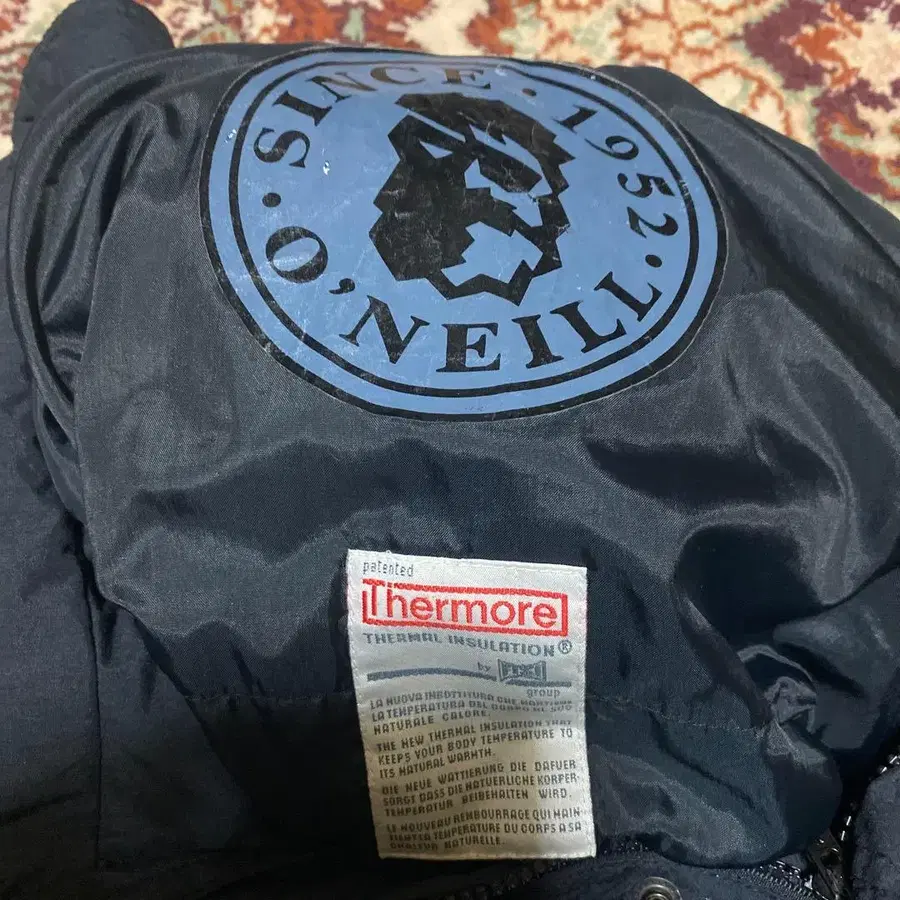 · SINCE · 1952 ·
O'NEILL
patented
Thermore
THERMAL INSULATION®
by FIXI
group
LA NUOVA IMBOTTITURA CHE MANTIENE
LA TEMPERATURA DEL CORPO AL SUO
NATURALE CALORE.
THE NEW THERMAL INSULATION THAT
KEEPS YOUR BODY TEMPERATURE TO
ITS NATURAL WARMTH.
DIE NEUE WATTIERUNG DIE DAFUER
SORGT DASS DIE NATUERLICHE KORPER-
TEMPERATUR BEIBEHALTEN WIRD.
LE NOUVEAU REMBOURRAGE QUI MAIN-
TIENTER TEMPERATURE DU CORPS A SA
CHALEUR NATURELLE.